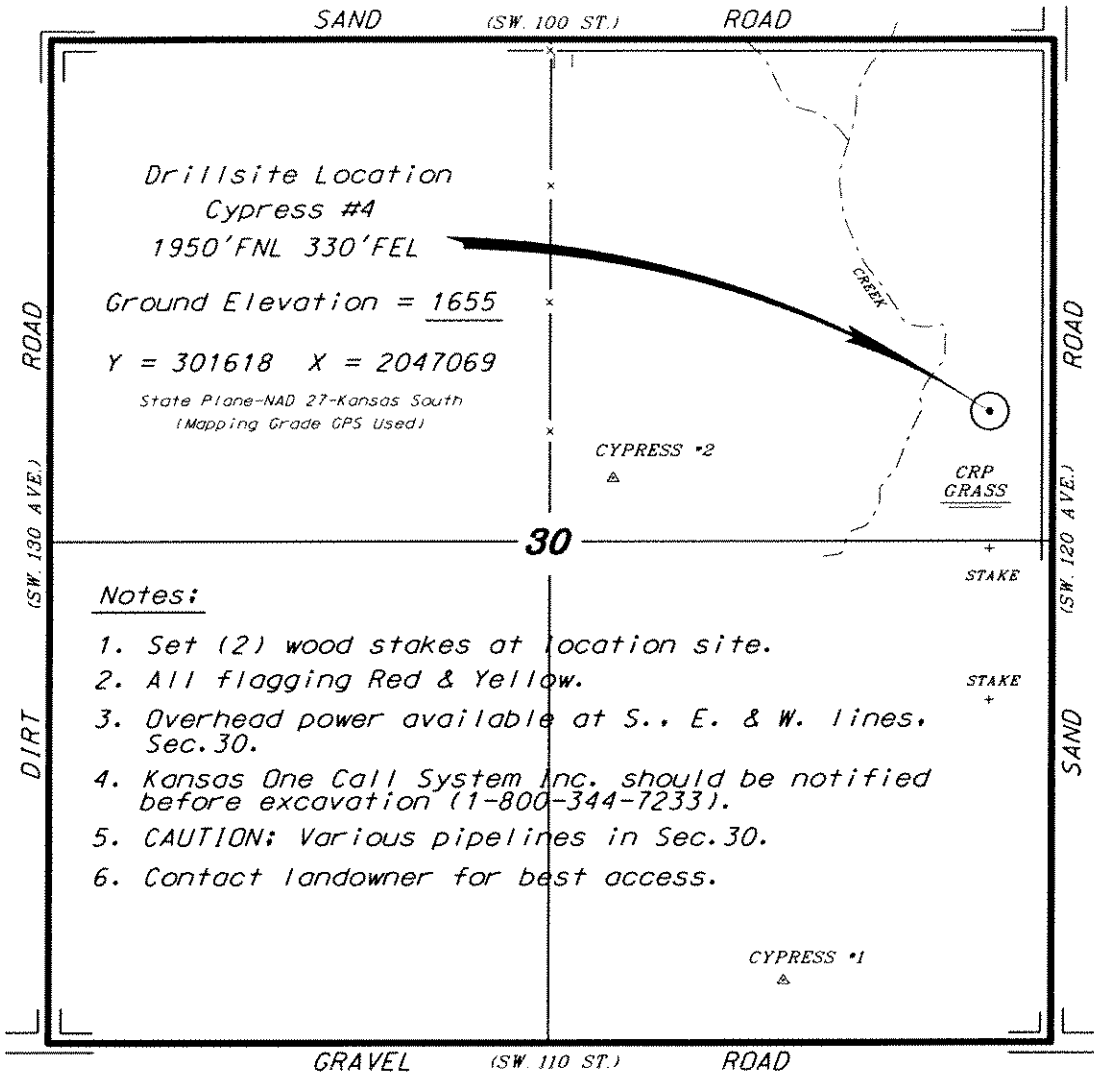 SAND (SW. 100 ST.) ROAD
Drillsite Location
Cypress #4
1950'FNL 330'FEL
Ground Elevation = 1655
Y = 301618 X = 2047069
State Plane-NAD 27-Kansas South
(Mapping Grade GPS Used)
CREEK
CYPRESS #2
CRP
GRASS
ROAD
(SW. 130 AVE.)
DIRT
ROAD
(SW. 120 AVE.)
SAND
30
STAKE
STAKE
Notes:
1. Set (2) wood stakes at location site.
2. All flagging Red & Yellow.
3. Overhead power available at S., E. & W. lines,
Sec.30.
4. Kansas One Call System Inc. should be notified
before excavation (1-800-344-7233).
5. CAUTION: Various pipelines in Sec.30.
6. Contact landowner for best access.
CYPRESS #1
GRAVEL (SW. 110 ST.) ROAD